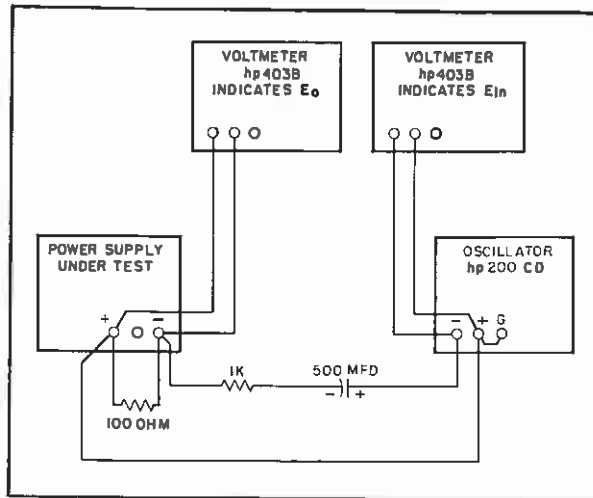 VOLTMETER
hp403B
INDICATES Eo
VOLTMETER
hp403B
INDICATES Ein
POWER SUPPLY
UNDER TEST
+ -
OSCILLATOR
hp 200 CD
- + G
1K
500 MFD
- +
100 OHM